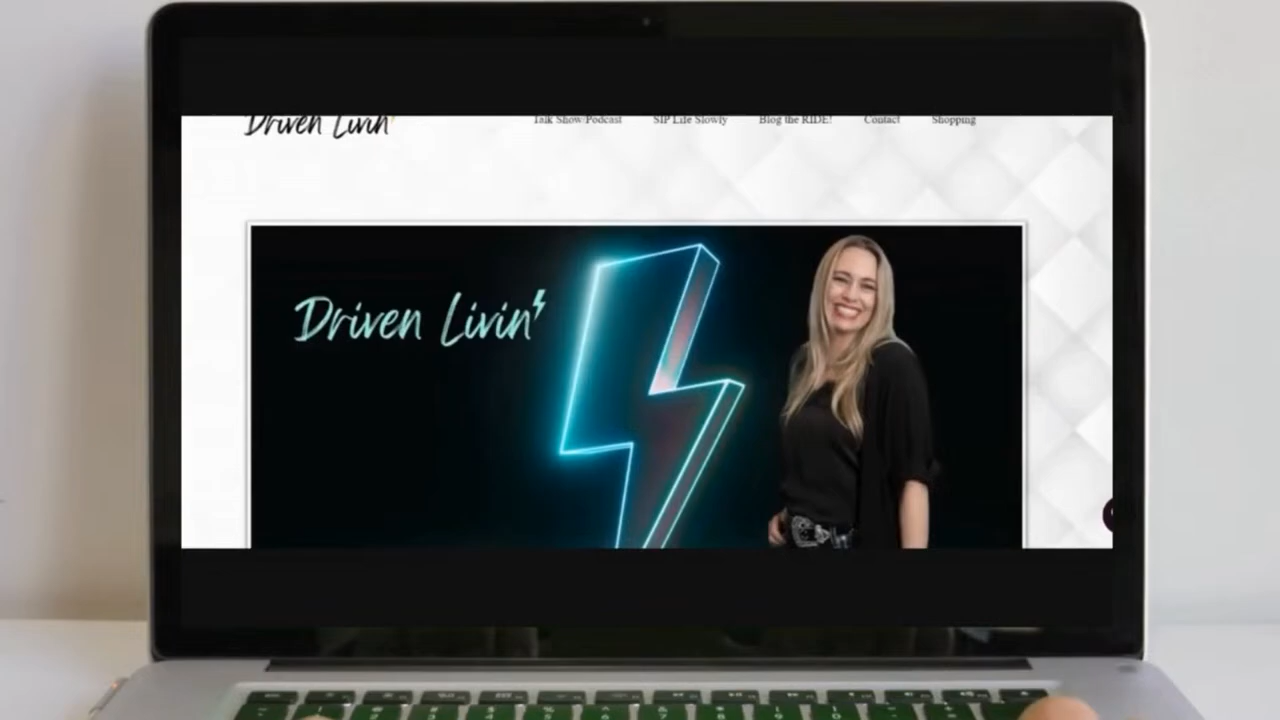 Driven Livin'
Talk Show/Podcast SIP Life Slowly Blog the RIDE! Contact Shopping
Driven Livin'